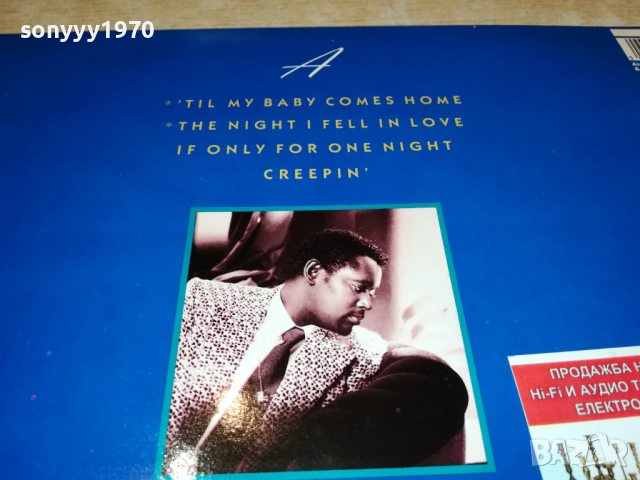 sonyyy1970
A
*'TIL MY BABY COMES HOME
*THE NIGHT I FELL IN LOVE
IF ONLY FOR ONE NIGHT
CREEPIN'
ПРОДАЖБА Н
Hi-Fi И АУДИО Т
ЕЛЕКТРО
BAZAR